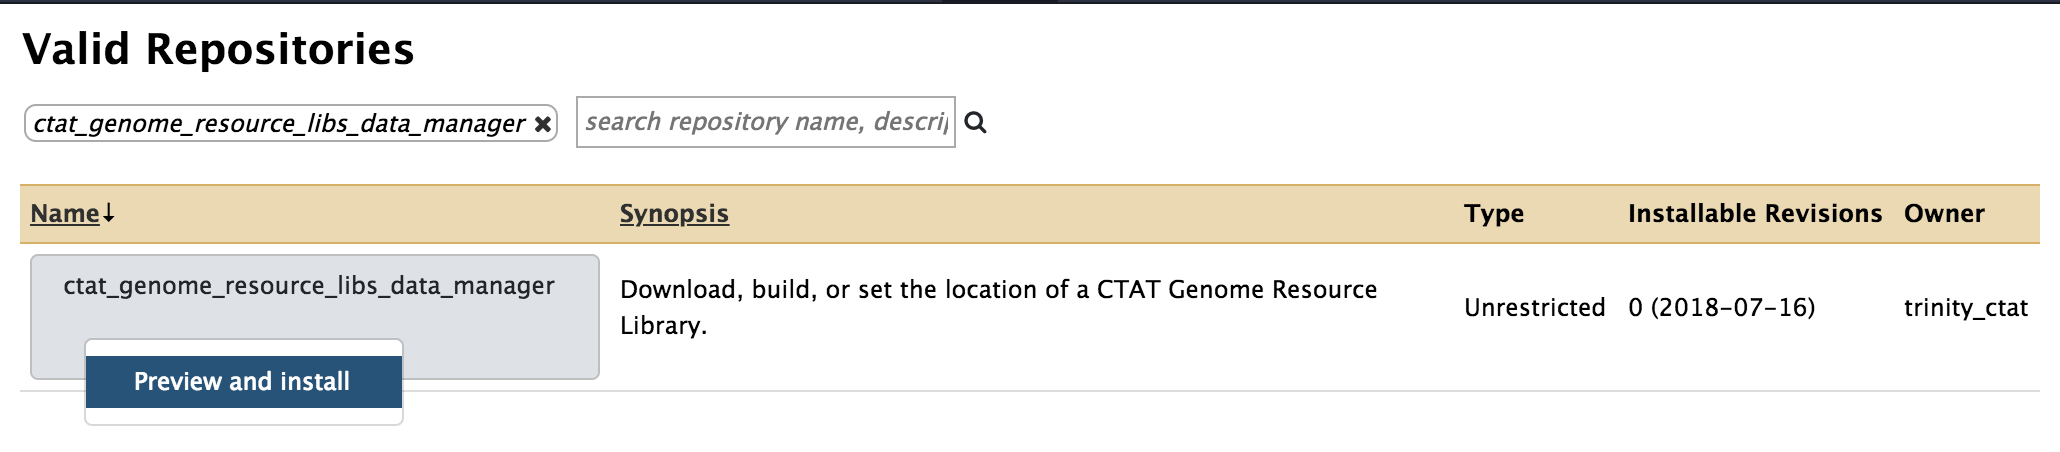 Valid Repositories
ctat_genome_resource_libs_data_manager ✖
search repository name, descrip
Name↓ Synopsis Type Installable Revisions Owner
ctat_genome_resource_libs_data_manager
Download, build, or set the location of a CTAT Genome Resource
Library.
Unrestricted 0 (2018-07-16) trinity_ctat
Preview and install